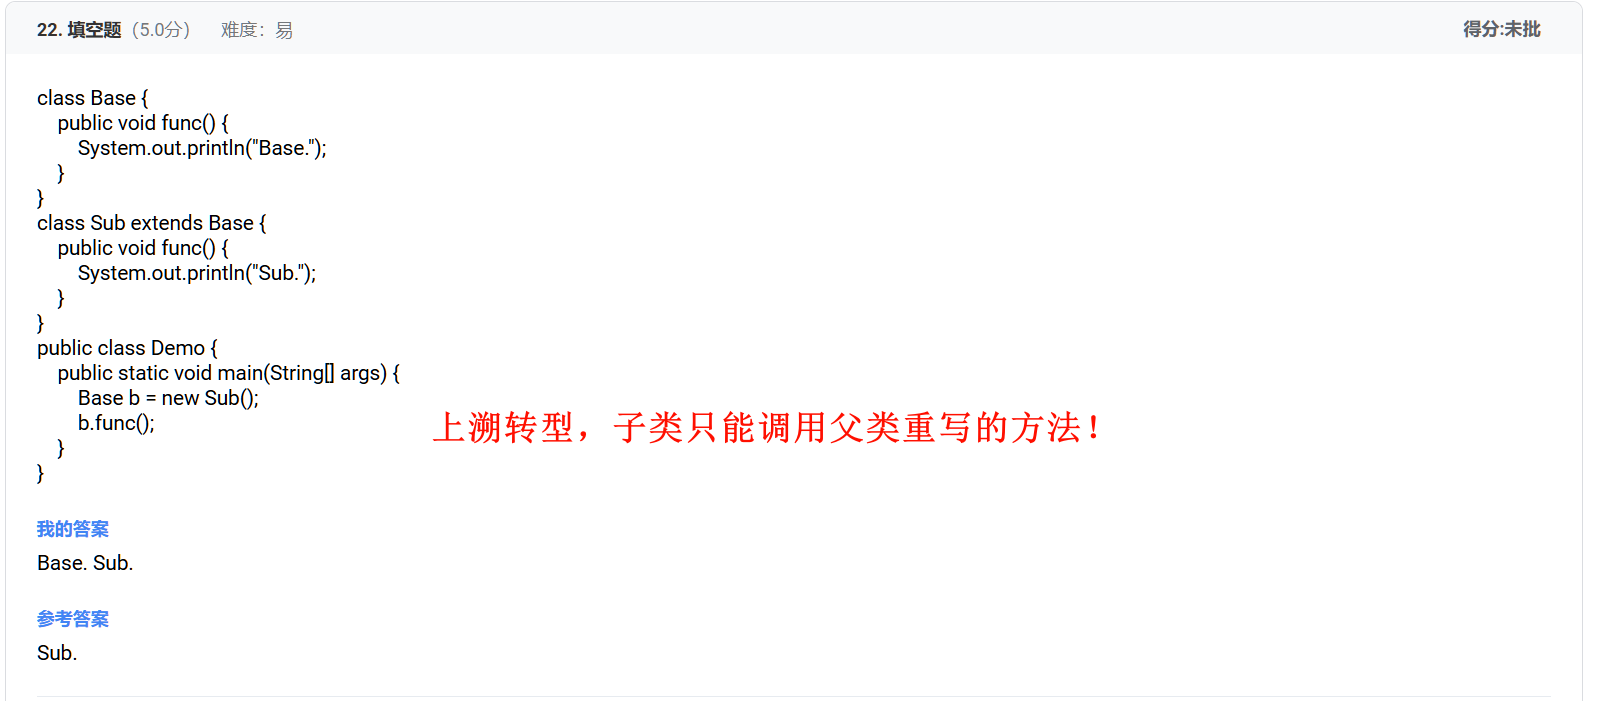 22. 填空题（5.0分） 难度：易 得分:未批
class Base {
    public void func() {
        System.out.println("Base.");
    }
}
class Sub extends Base {
    public void func() {
        System.out.println("Sub.");
    }
}
public class Demo {
    public static void main(String[] args) {
        Base b = new Sub();
        b.func();
上溯转型，子类只能调用父类重写的方法！
    }
}
我的答案
Base. Sub.
参考答案
Sub.